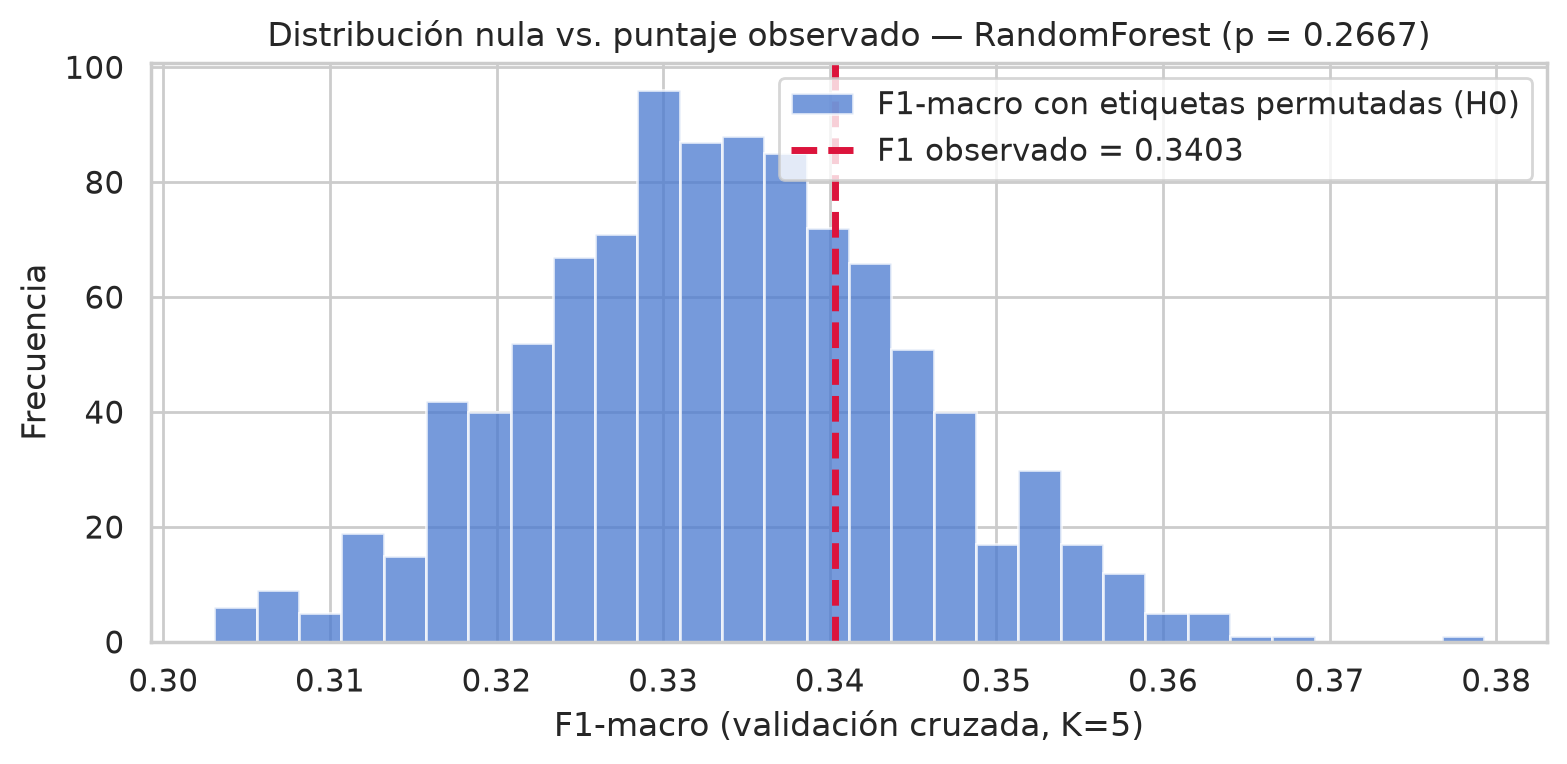 Distribución nula vs. puntaje observado — RandomForest (p = 0.2667)
F1-macro con etiquetas permutadas (H0)
F1 observado = 0.3403
Frecuencia
100
80
60
40
20
0
0.30 0.31 0.32 0.33 0.34 0.35 0.36 0.37 0.38
F1-macro (validación cruzada, K=5)